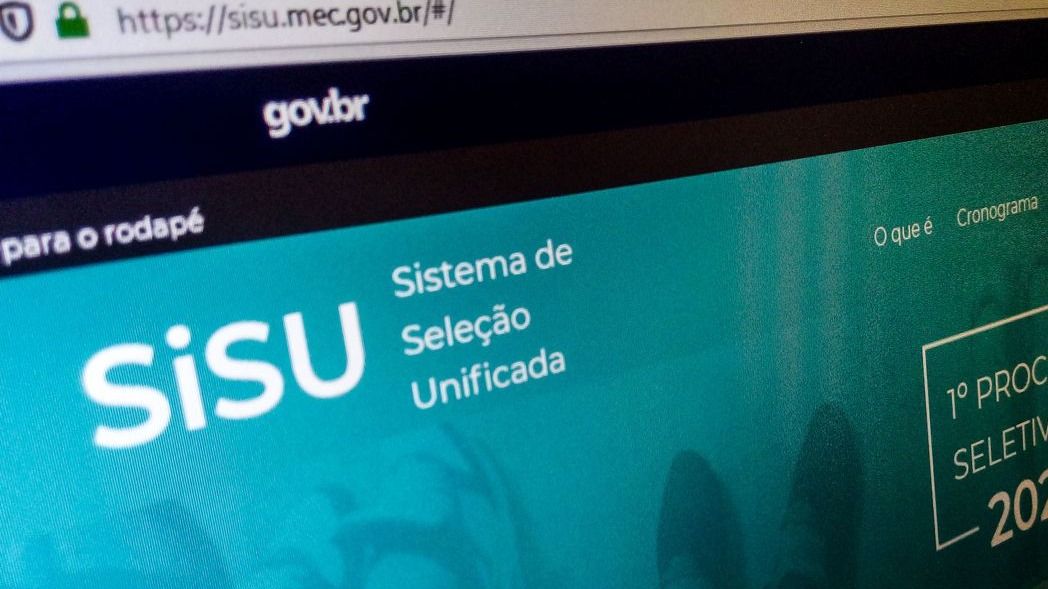 https://sisu.mec.gov.br/#/
gov.br
para o rodapé
SiSU
Sistema de
Seleção
Unificada
O que é
Cronograma
1º PROC
SELETIV
202